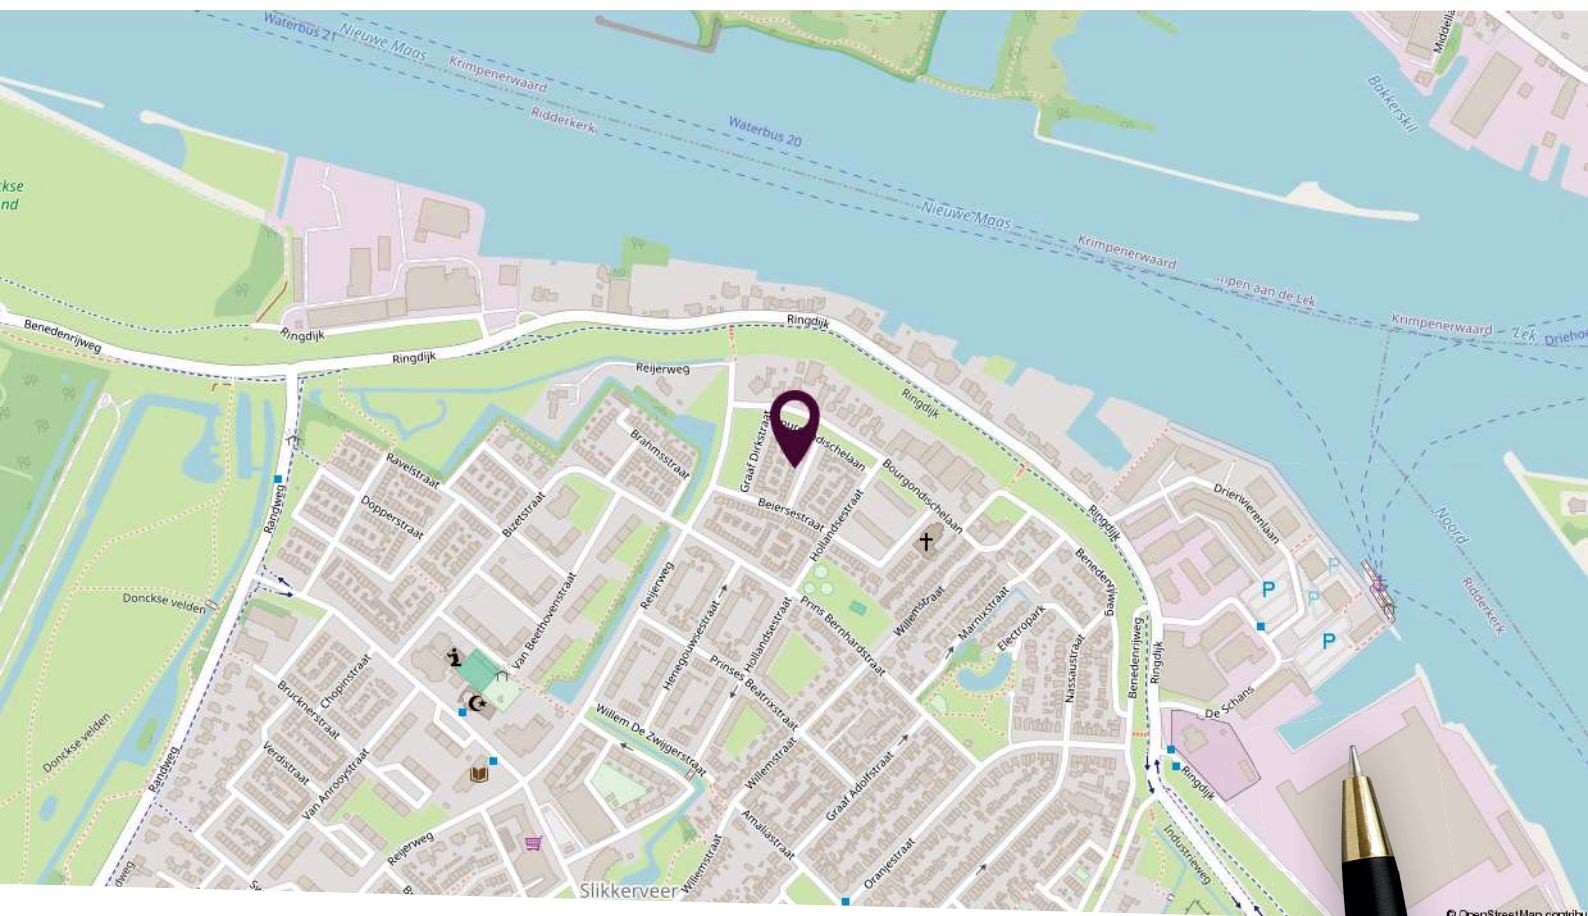 Waterbus 21
Nieuwe Maas
Krimpenerwaard
Ridderkerk
Waterbus 20
Nieuwe Maas
Krimpenerwaard
Krimpenerwaard
Lek
Bakkerskil
Noord
Ridderkerk
Benedenrijweg
Ringdijk
Ringdijk
Ringdijk
Ringdijk
Ringdijk
Reijerweg
Graaf Dirkstraat
Bourgondischelaan
Beiersestraat
Hollandsestraat
Brahmsstraat
Ravelstraat
Dopperstraat
Bizetstraat
Randweg
Drierivierenlaan
Benedenrijweg
Donckse velden
Reijerweg
Van Beethovenstraat
Henegouwsestraat
Hollandsestraat
Prins Bernhardstraat
Willemstraat
Marnixstraat
Electropark
Nassaustraat
Benedenrijweg
Ringdijk
P
P
P
P
Chopinstraat
Brucknerstraat
Prinses Beatrixstraat
Willem De Zwijgerstraat
De Schans
Donckse velden
Randweg
Verdistraat
Van Anrooystraat
Willemstraat
Graaf Adolfstraat
Ringdijk
Amaliastraat
Reijerweg
Oranjestraat
Industrieweg
Willemstraat
Slikkerveer